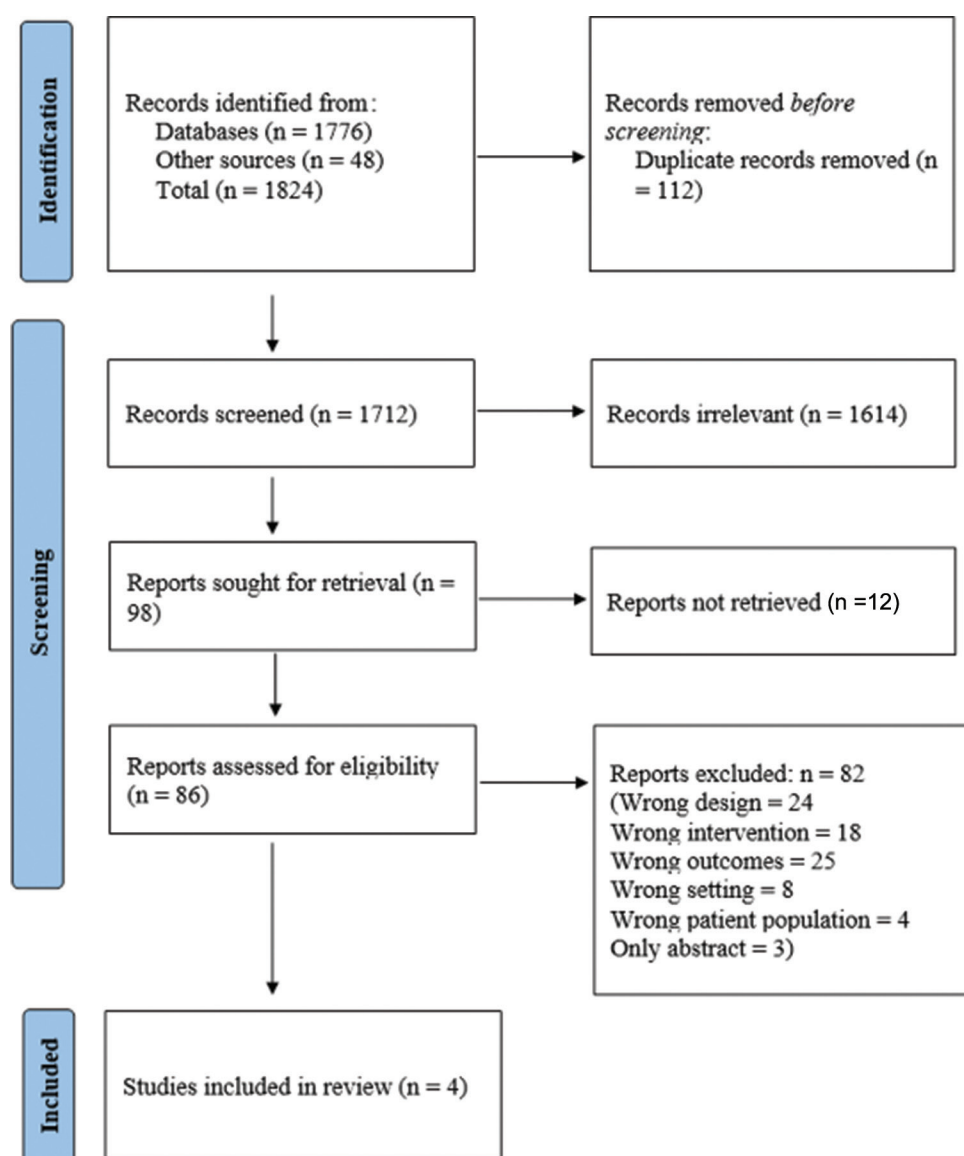 Identification
Records identified from:
Databases (n = 1776)
Other sources (n = 48)
Total (n = 1824)
Records removed before
screening:
Duplicate records removed (n
= 112)
Screening
Records screened (n = 1712)
Records irrelevant (n = 1614)
Reports sought for retrieval (n =
98)
Reports not retrieved (n =12)
Reports assessed for eligibility
(n = 86)
Reports excluded: n = 82
(Wrong design = 24
Wrong intervention = 18
Wrong outcomes = 25
Wrong setting = 8
Wrong patient population = 4
Only abstract = 3)
Included
Studies included in review (n = 4)